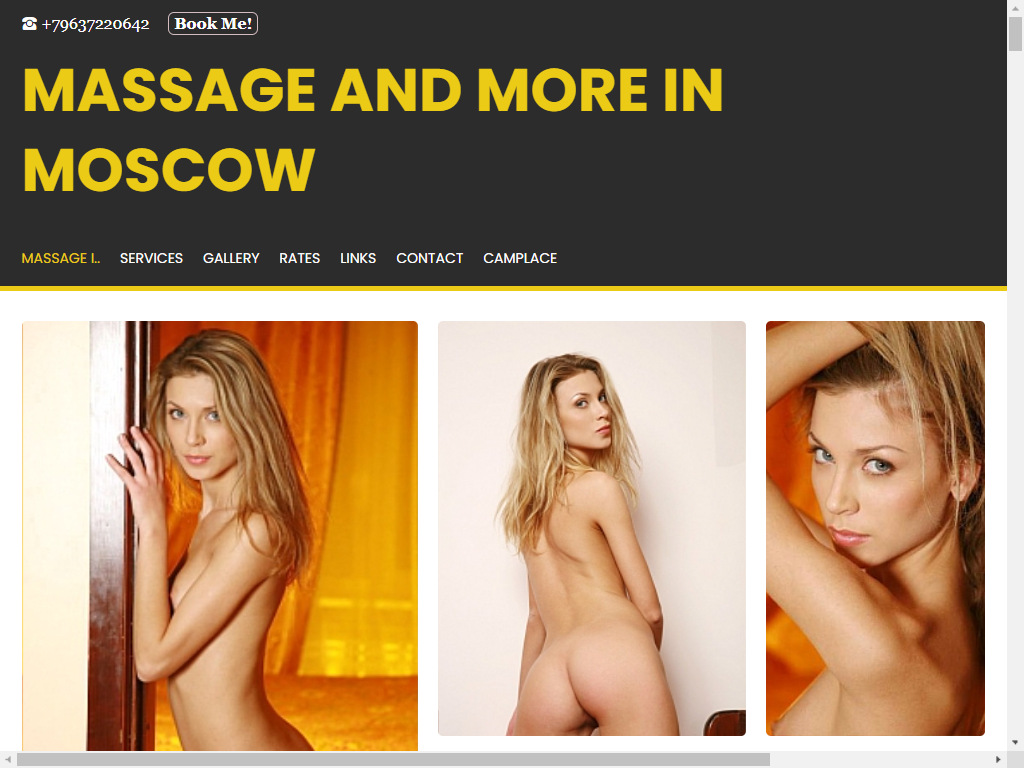 +79637220642 Book Me!
MASSAGE AND MORE IN
MOSCOW
MASSAGE I.. SERVICES GALLERY RATES LINKS CONTACT CAMPLACE